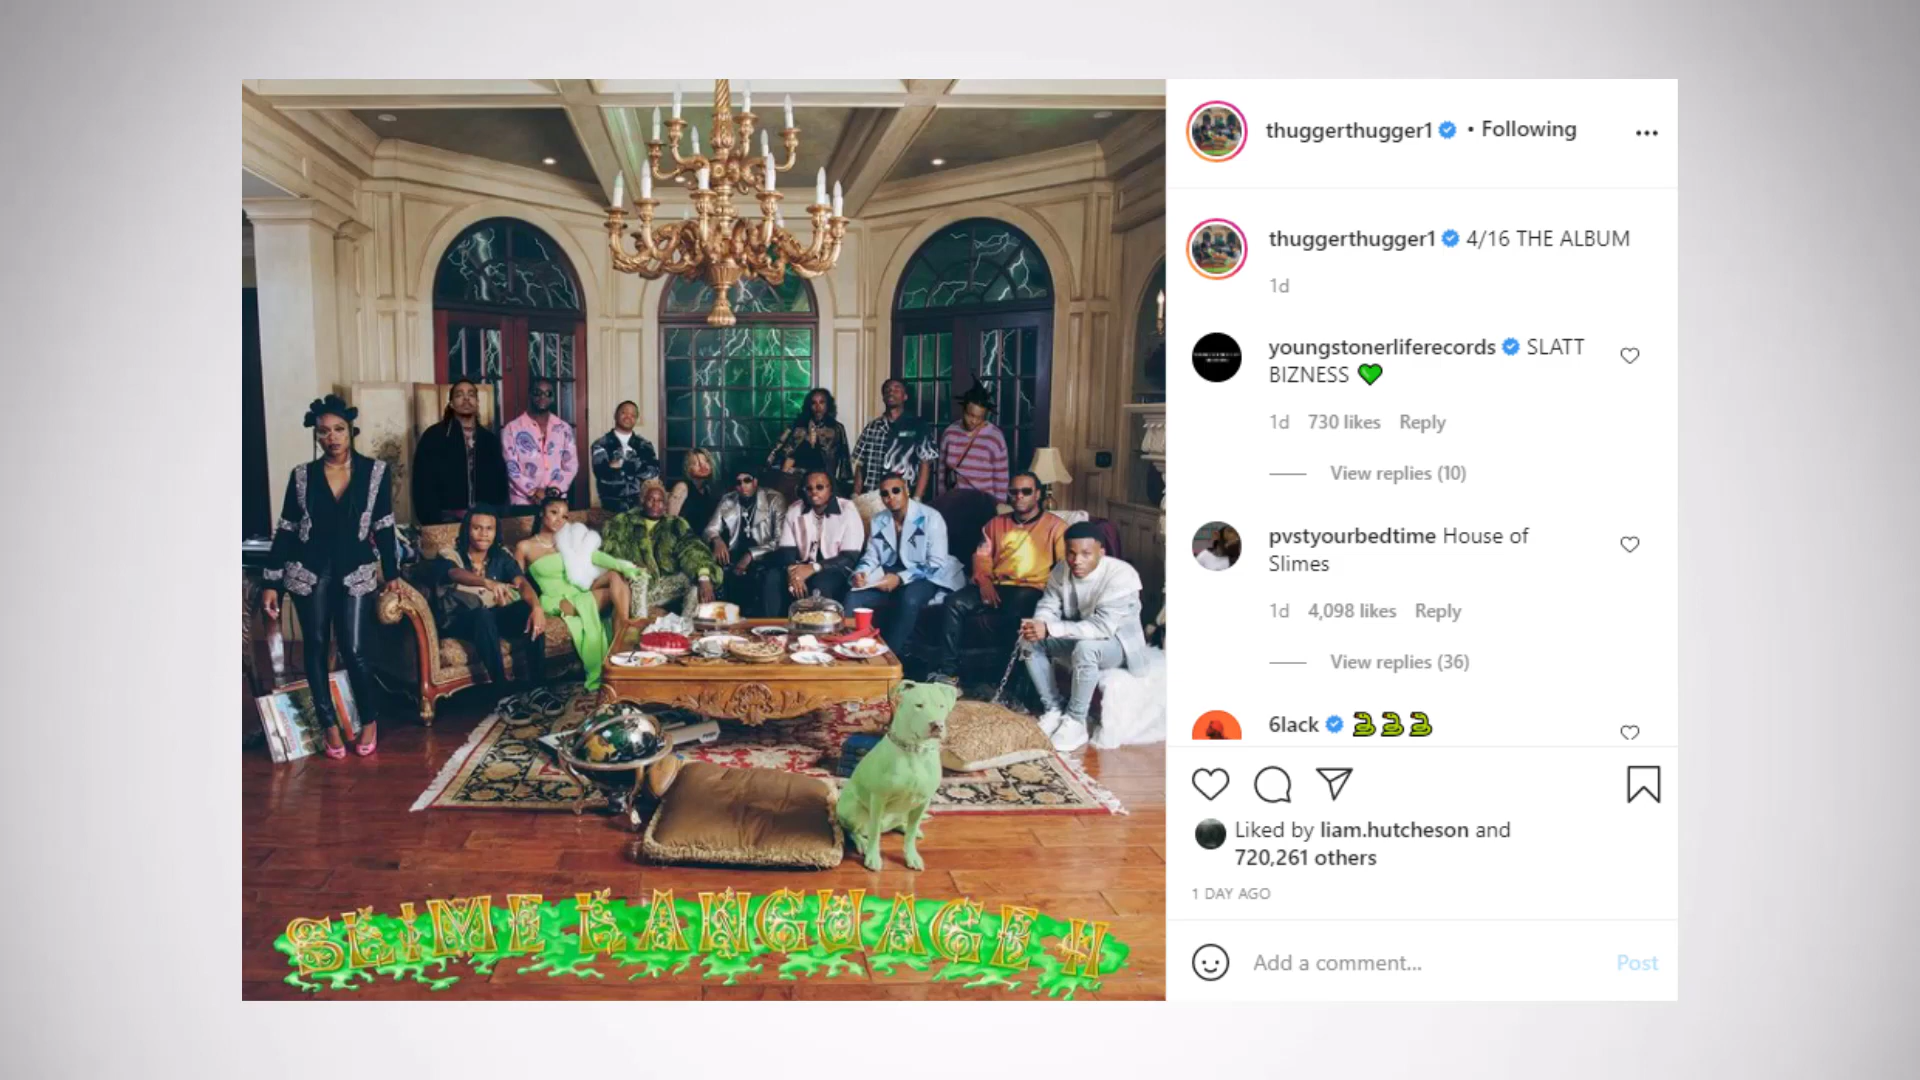 thuggerthugger1 • Following
thuggerthugger1 4/16 THE ALBUM
1d
youngstonerliferecords SLATT
BIZNESS 💚
1d 730 likes Reply
View replies (10)
pvstyourbedtime House of
Slimes
1d 4,098 likes Reply
View replies (36)
6lack 🐍🐍🐍
Liked by liam.hutcheson and
720,261 others
1 DAY AGO
Add a comment... Post
SLIME LANGUAGE II